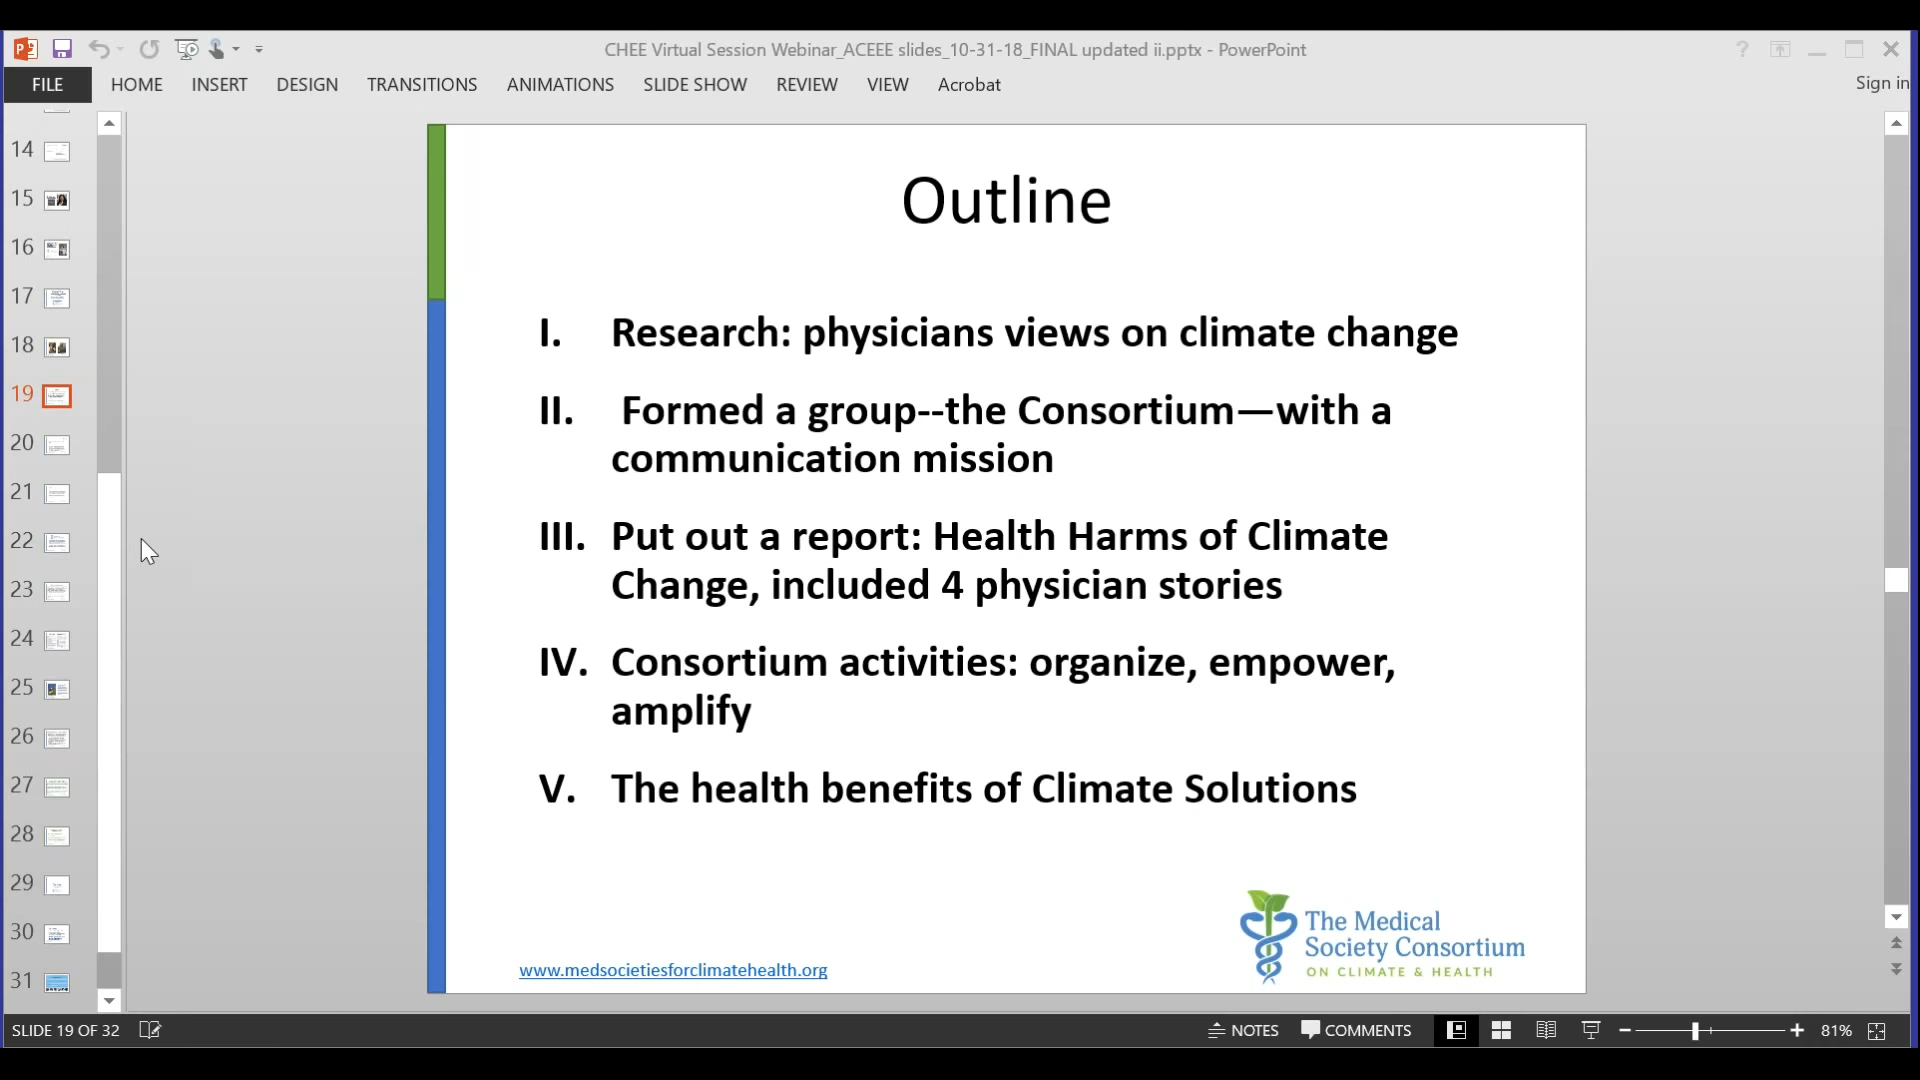 CHEE Virtual Session Webinar_ACEEE slides_10-31-18_FINAL updated ii.pptx - PowerPoint
?
FILE HOME INSERT DESIGN TRANSITIONS ANIMATIONS SLIDE SHOW REVIEW VIEW Acrobat Sign in
14
15
16
17
18
19
20
21
22
23
24
25
26
27
28
29
30
31
Outline
I. Research: physicians views on climate change
II. Formed a group--the Consortium—with a
communication mission
III. Put out a report: Health Harms of Climate
Change, included 4 physician stories
IV. Consortium activities: organize, empower,
amplify
V. The health benefits of Climate Solutions
www.medsocietiesforclimatehealth.org
The Medical
Society Consortium
ON CLIMATE & HEALTH
SLIDE 19 OF 32 NOTES COMMENTS 81%